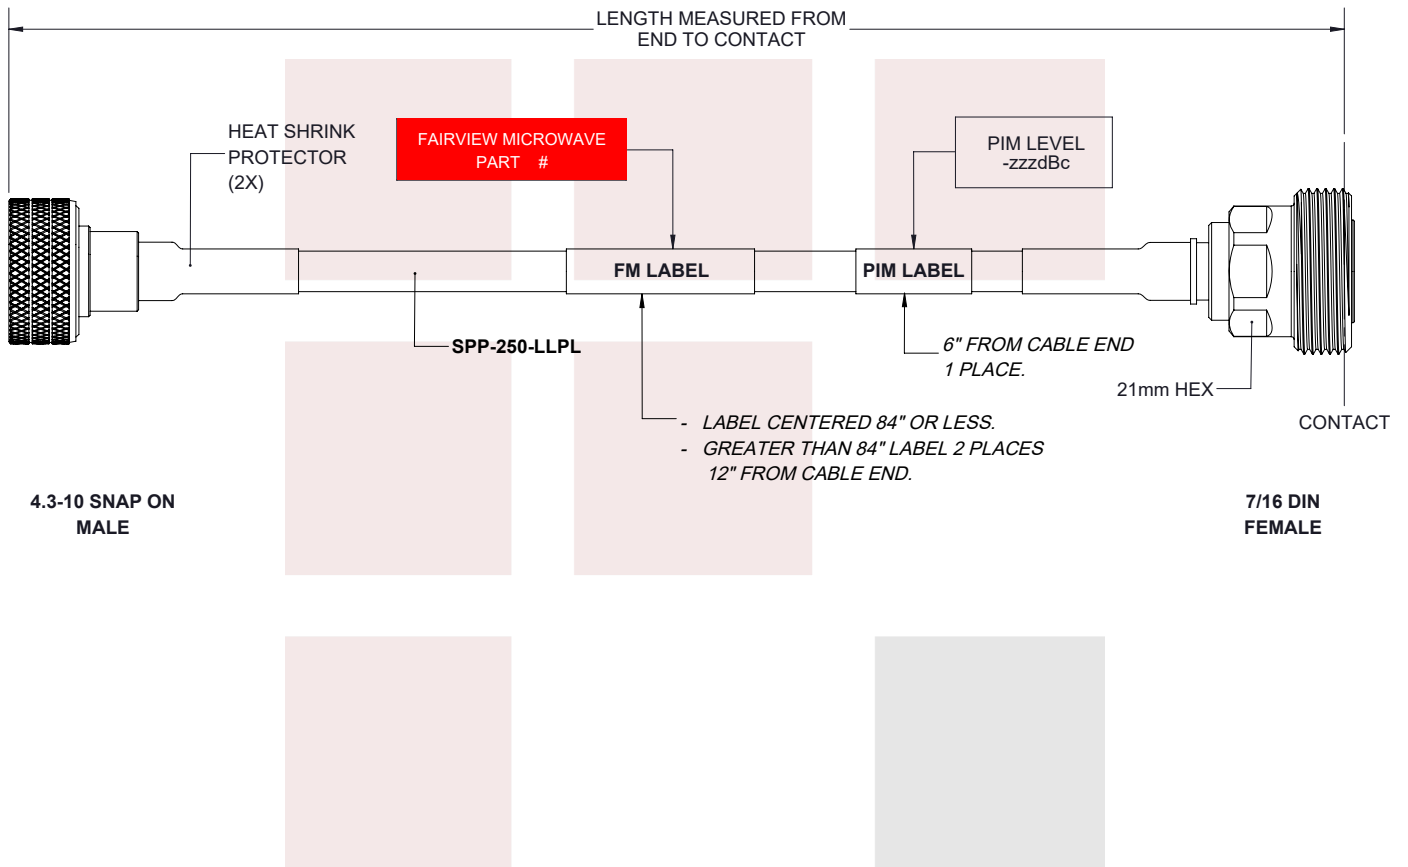 LENGTH MEASURED FROM
END TO CONTACT
HEAT SHRINK
PROTECTOR
(2X)
FAIRVIEW MICROWAVE
PART #
PIM LEVEL
-zzzdBc
FM LABEL
PIM LABEL
SPP-250-LLPL
6" FROM CABLE END
1 PLACE.
21mm HEX
CONTACT
- LABEL CENTERED 84" OR LESS.
- GREATER THAN 84" LABEL 2 PLACES
12" FROM CABLE END.
4.3-10 SNAP ON
MALE
7/16 DIN
FEMALE